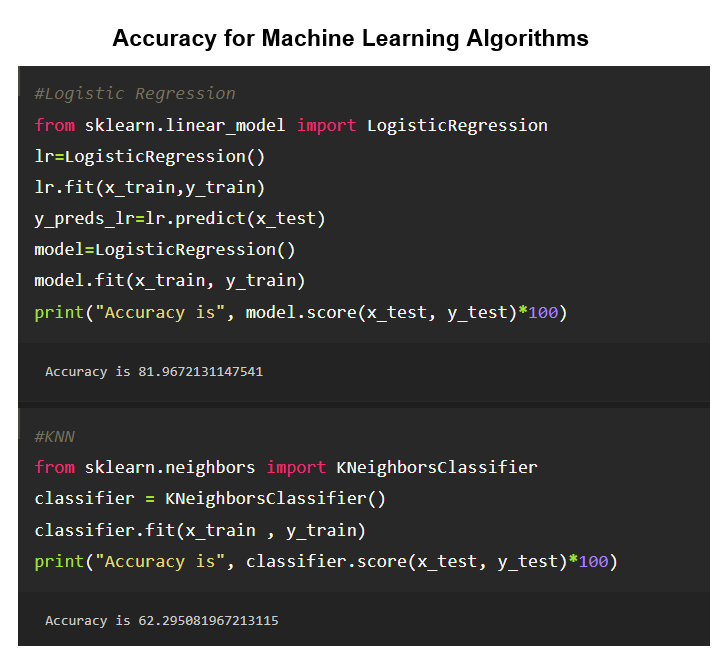 Accuracy for Machine Learning Algorithms
#Logistic Regression
from sklearn.linear_model import LogisticRegression
lr=LogisticRegression()
lr.fit(x_train,y_train)
y_preds_lr=lr.predict(x_test)
model=LogisticRegression()
model.fit(x_train, y_train)
print("Accuracy is", model.score(x_test, y_test)*100)
Accuracy is 81.9672131147541
#KNN
from sklearn.neighbors import KNeighborsClassifier
classifier = KNeighborsClassifier()
classifier.fit(x_train , y_train)
print("Accuracy is", classifier.score(x_test, y_test)*100)
Accuracy is 62.295081967213115